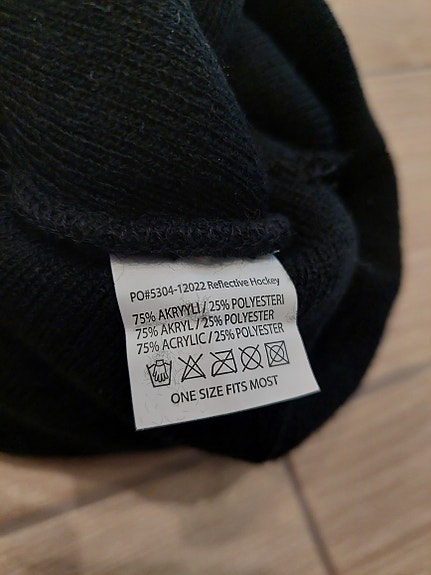 PO#5304-12022 Reflective Hockey
75% AKRYYLI / 25% POLYESTERI
75% AKRYL / 25% POLYESTER
75% ACRYLIC / 25% POLYESTER
ONE SIZE FITS MOST